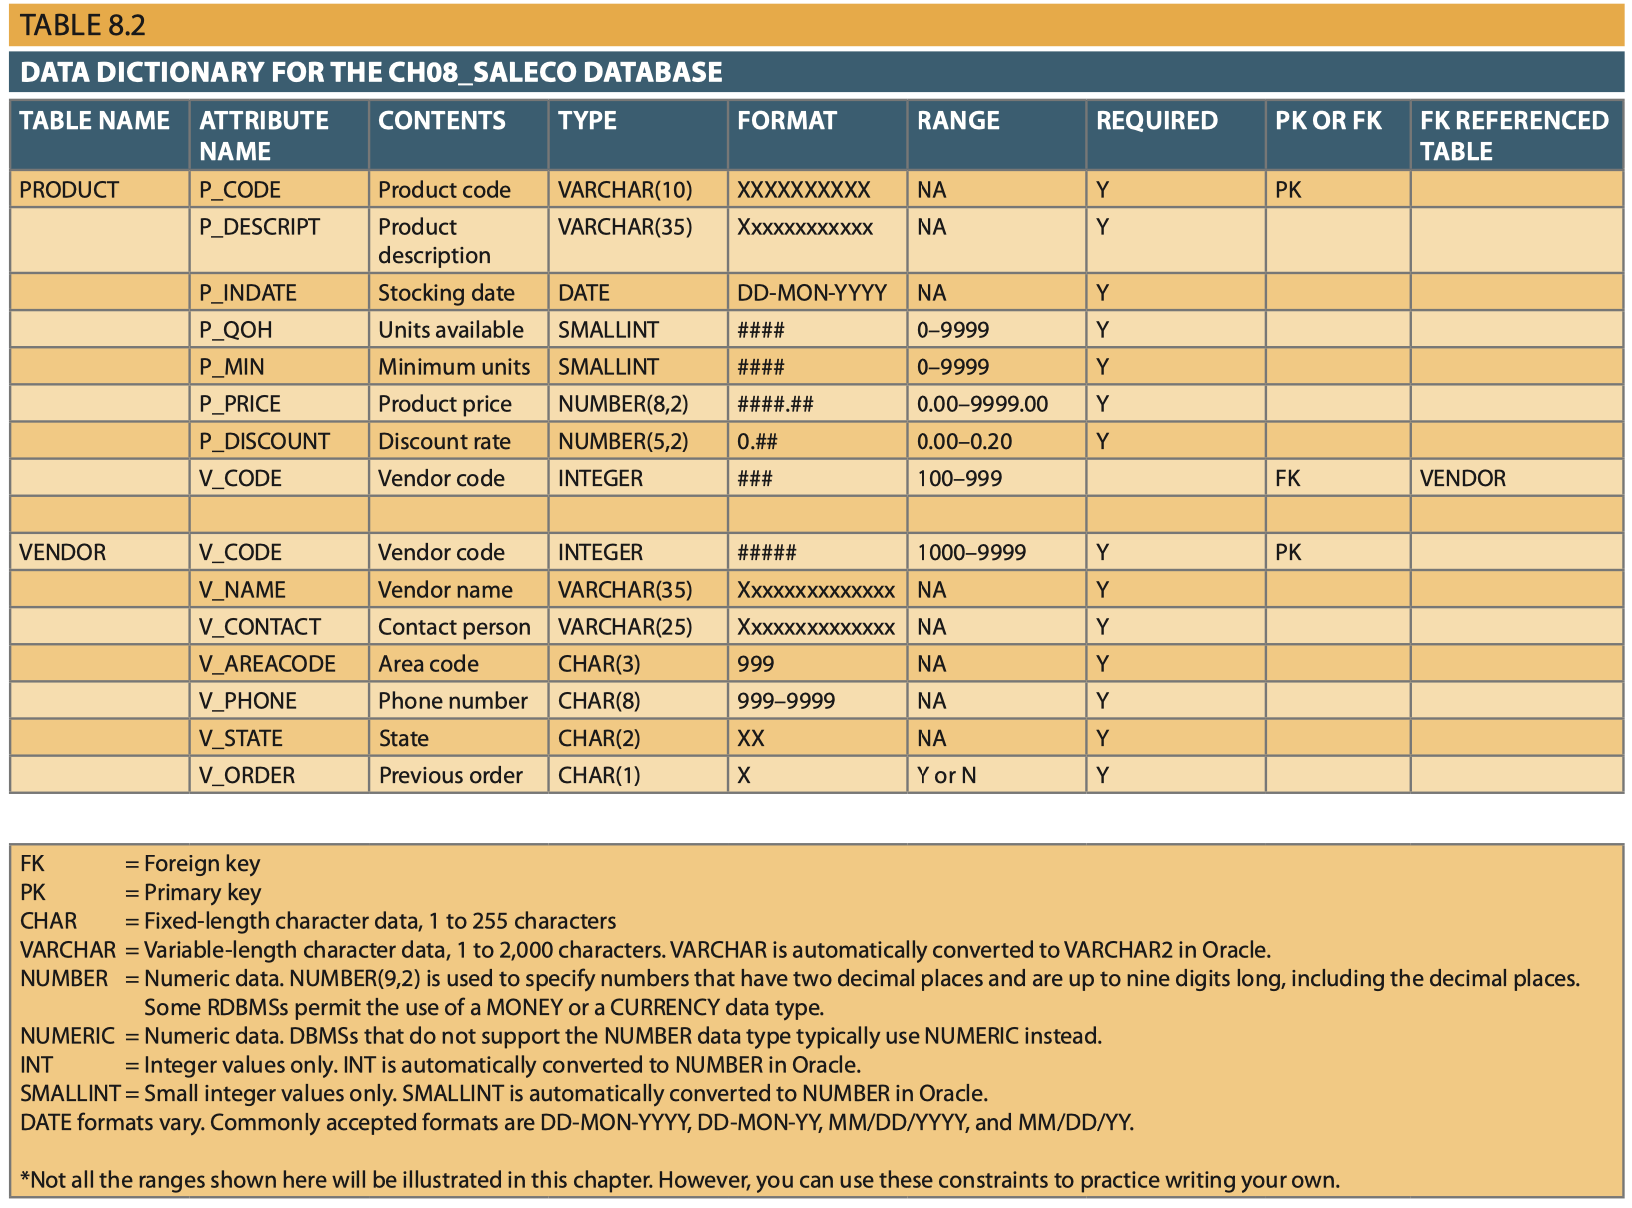 TABLE 8.2
DATA DICTIONARY FOR THE CH08_SALECO DATABASE
TABLE NAME ATTRIBUTE NAME CONTENTS TYPE FORMAT RANGE REQUIRED PK OR FK FK REFERENCED TABLE
PRODUCT P_CODE Product code VARCHAR(10) XXXXXXXXXX NA Y PK
P_DESCRIPT Product description VARCHAR(35) Xxxxxxxxxxxx NA Y
P_INDATE Stocking date DATE DD-MON-YYYY NA Y
P_QOH Units available SMALLINT #### 0–9999 Y
P_MIN Minimum units SMALLINT #### 0–9999 Y
P_PRICE Product price NUMBER(8,2) ####.## 0.00–9999.00 Y
P_DISCOUNT Discount rate NUMBER(5,2) 0.## 0.00–0.20 Y
V_CODE Vendor code INTEGER ### 100–999 FK VENDOR
VENDOR V_CODE Vendor code INTEGER ##### 1000–9999 Y PK
V_NAME Vendor name VARCHAR(35) Xxxxxxxxxxxxxx NA Y
V_CONTACT Contact person VARCHAR(25) Xxxxxxxxxxxxxx NA Y
V_AREACODE Area code CHAR(3) 999 NA Y
V_PHONE Phone number CHAR(8) 999–9999 NA Y
V_STATE State CHAR(2) XX NA Y
V_ORDER Previous order CHAR(1) X Y or N Y
FK = Foreign key
PK = Primary key
CHAR = Fixed-length character data, 1 to 255 characters
VARCHAR = Variable-length character data, 1 to 2,000 characters. VARCHAR is automatically converted to VARCHAR2 in Oracle.
NUMBER = Numeric data. NUMBER(9,2) is used to specify numbers that have two decimal places and are up to nine digits long, including the decimal places.
Some RDBMSs permit the use of a MONEY or a CURRENCY data type.
NUMERIC = Numeric data. DBMSs that do not support the NUMBER data type typically use NUMERIC instead.
INT = Integer values only. INT is automatically converted to NUMBER in Oracle.
SMALLINT = Small integer values only. SMALLINT is automatically converted to NUMBER in Oracle.
DATE formats vary. Commonly accepted formats are DD-MON-YYYY, DD-MON-YY, MM/DD/YYYY, and MM/DD/YY.
*Not all the ranges shown here will be illustrated in this chapter. However, you can use these constraints to practice writing your own.